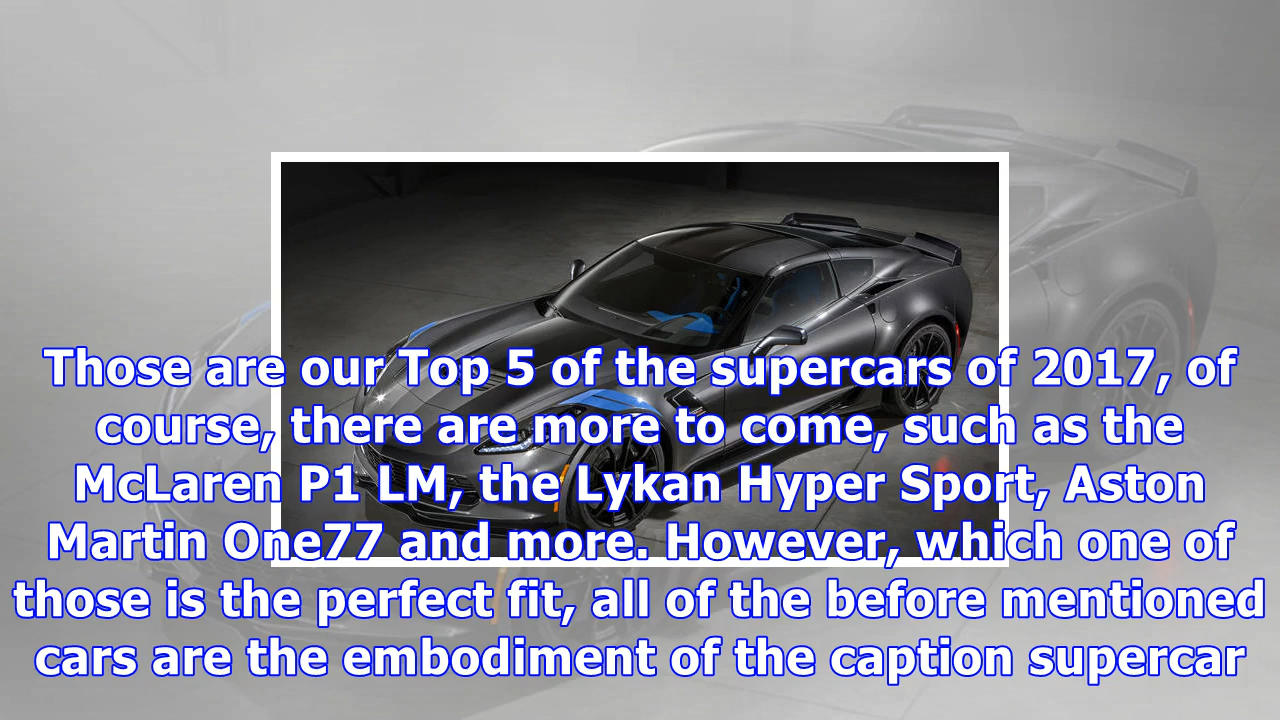 Those are our Top 5 of the supercars of 2017, of
course, there are more to come, such as the
McLaren P1 LM, the Lykan Hyper Sport, Aston
Martin One77 and more. However, which one of
those is the perfect fit, all of the before mentioned
cars are the embodiment of the caption supercar